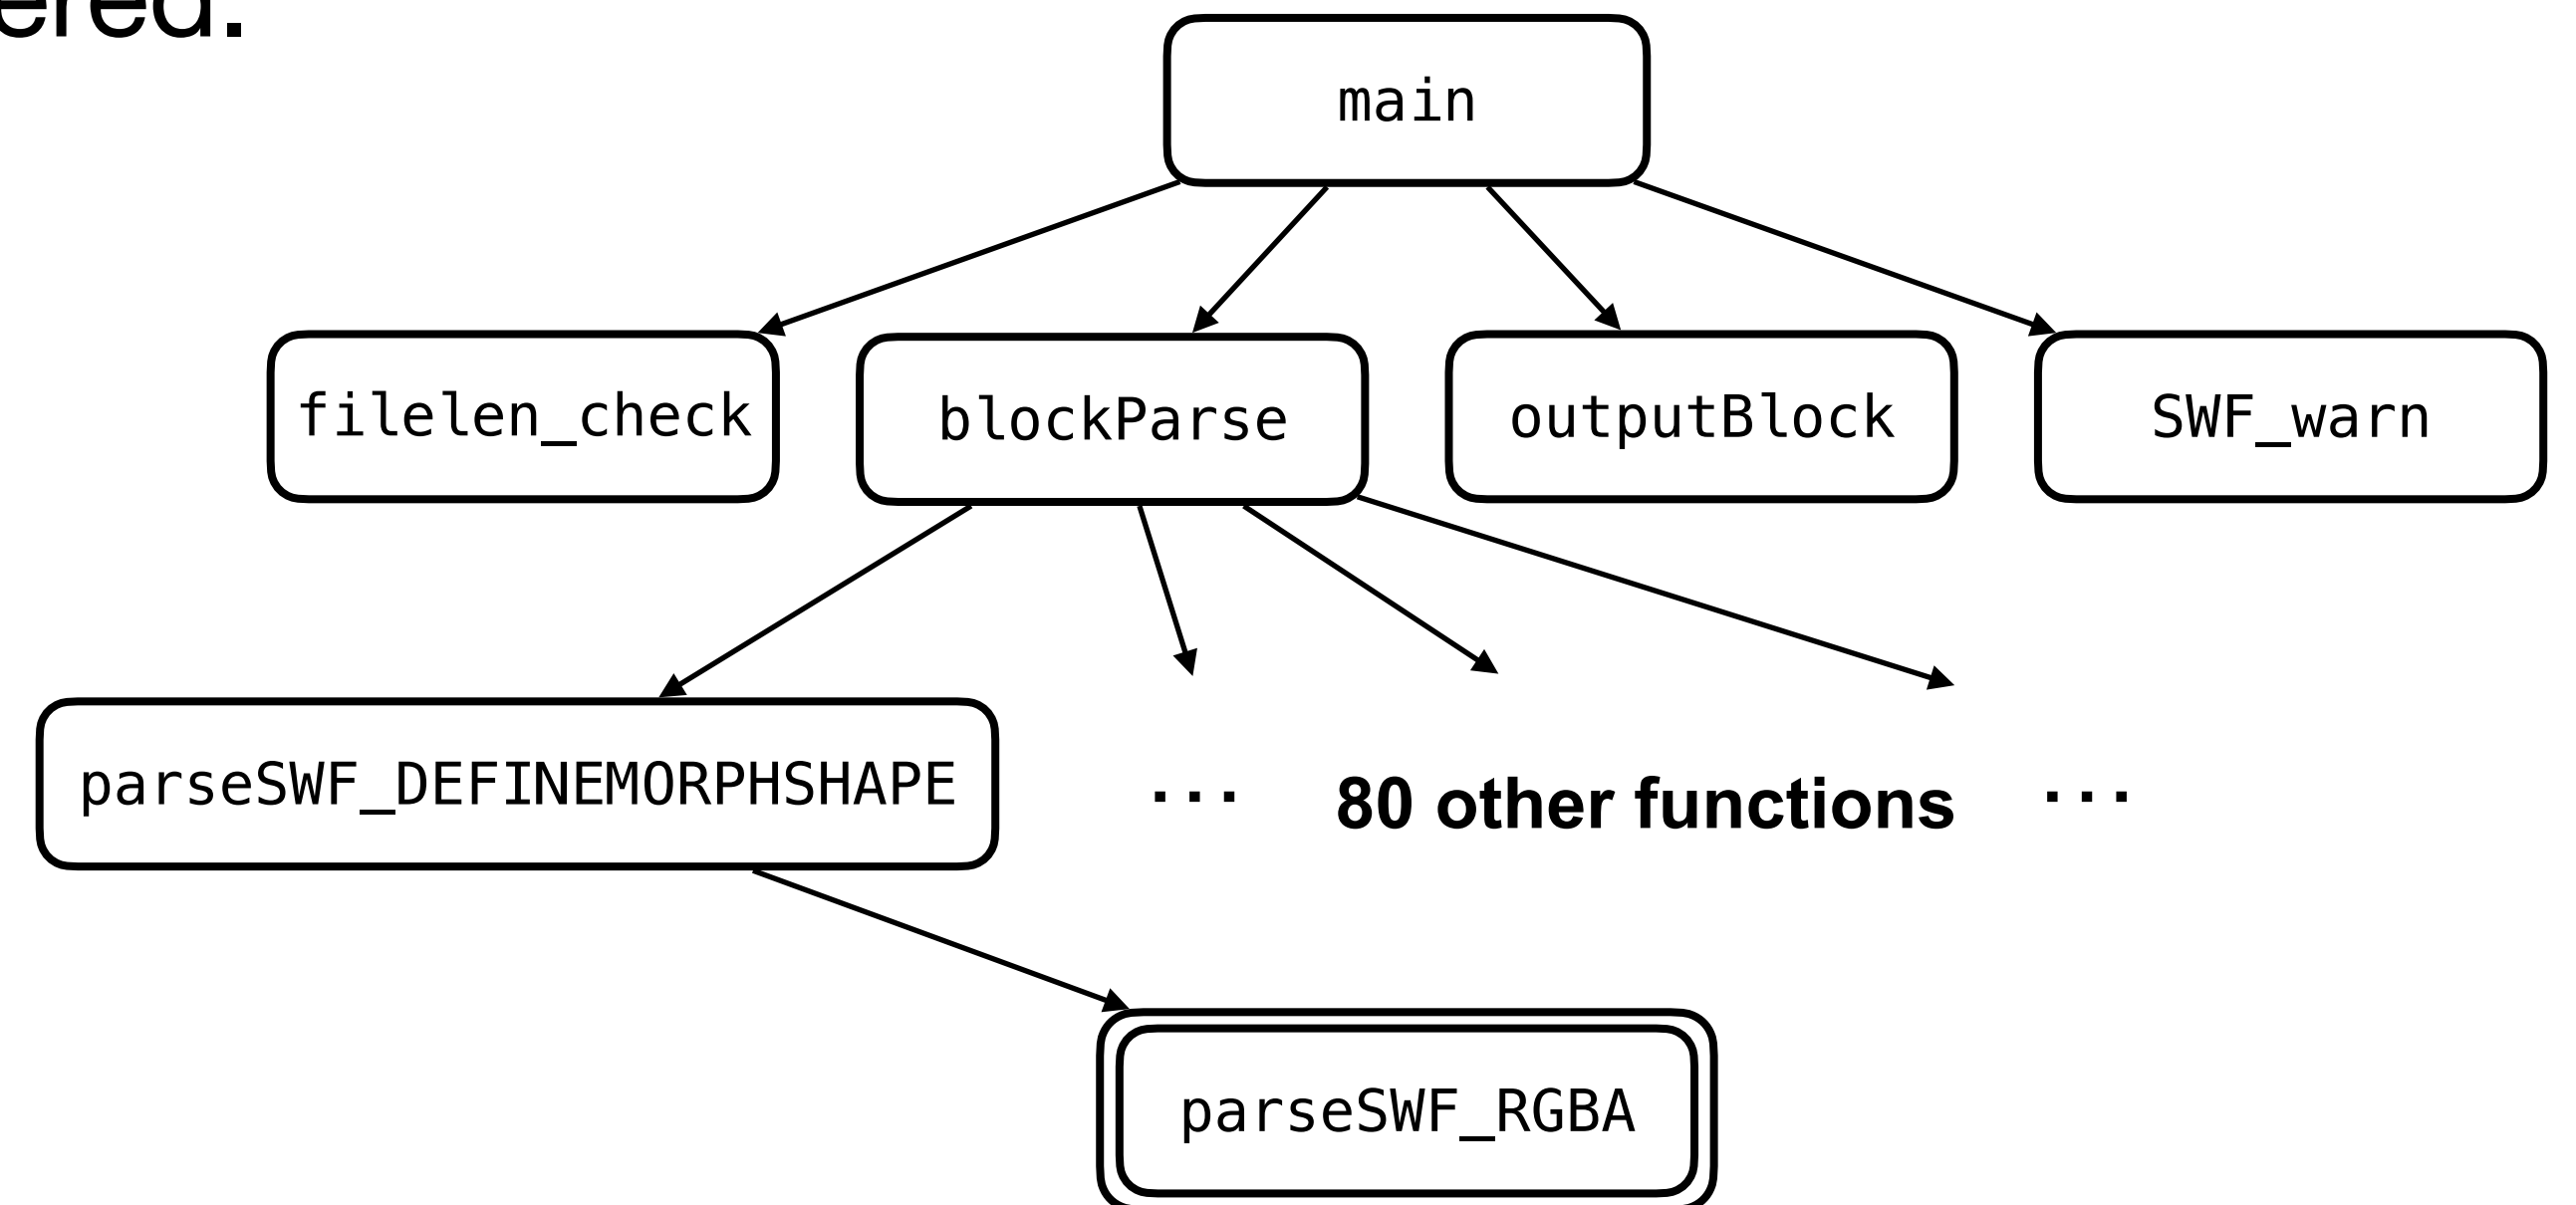 main
filelen_check
blockParse
outputBlock
SWF_warn
parseSWF_DEFINEMORPHSHAPE
... 80 other functions ...
parseSWF_RGBA